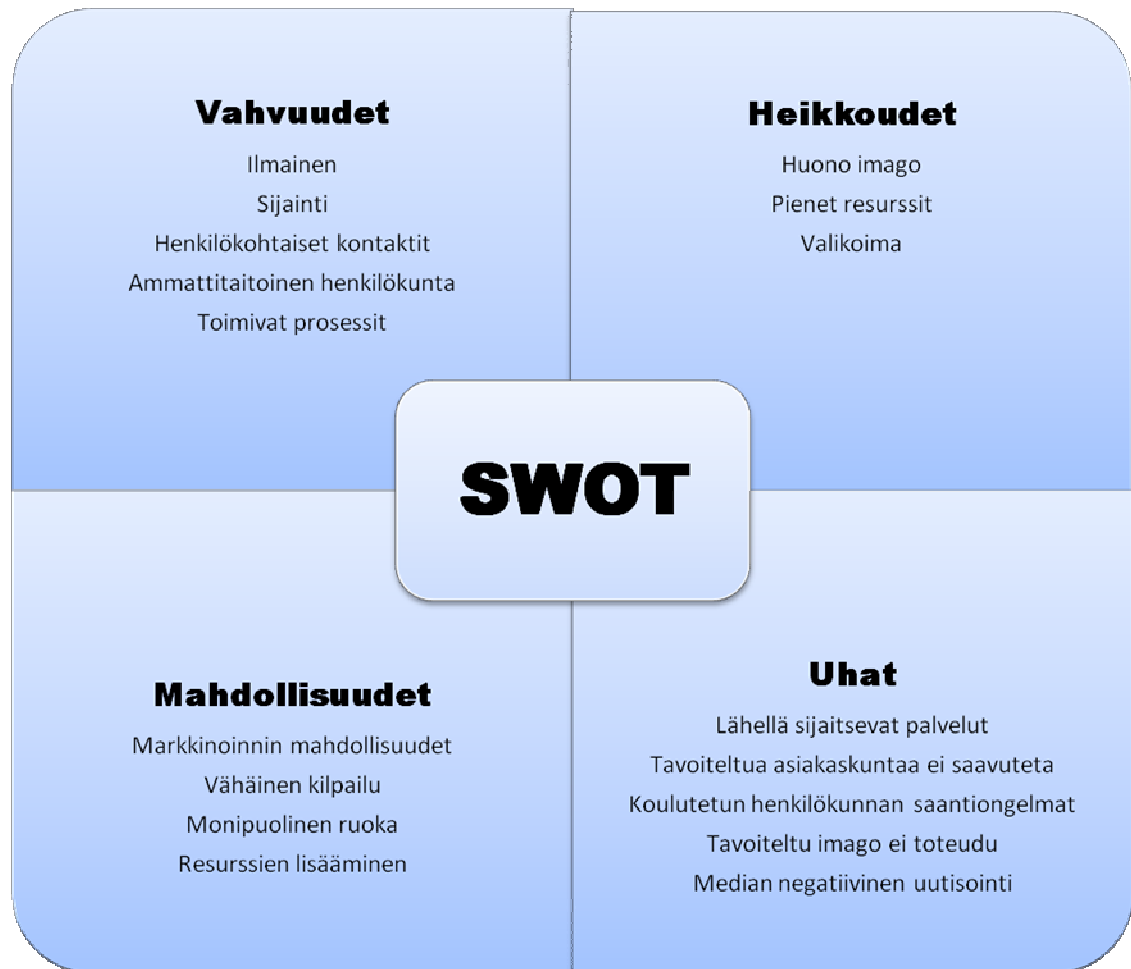 Vahvuudet
Ilmainen
Sijainti
Henkilökohtaiset kontaktit
Ammattitaitoinen henkilökunta
Toimivat prosessit
Heikkoudet
Huono imago
Pienet resurssit
Valikoima
SWOT
Mahdollisuudet
Markkinoinnin mahdollisuudet
Vähäinen kilpailu
Monipuolinen ruoka
Resurssien lisääminen
Uhat
Lähellä sijaitsevat palvelut
Tavoiteltua asiakaskuntaa ei saavuteta
Koulutetun henkilökunnan saantiongelmat
Tavoiteltu imago ei toteudu
Median negatiivinen uutisointi